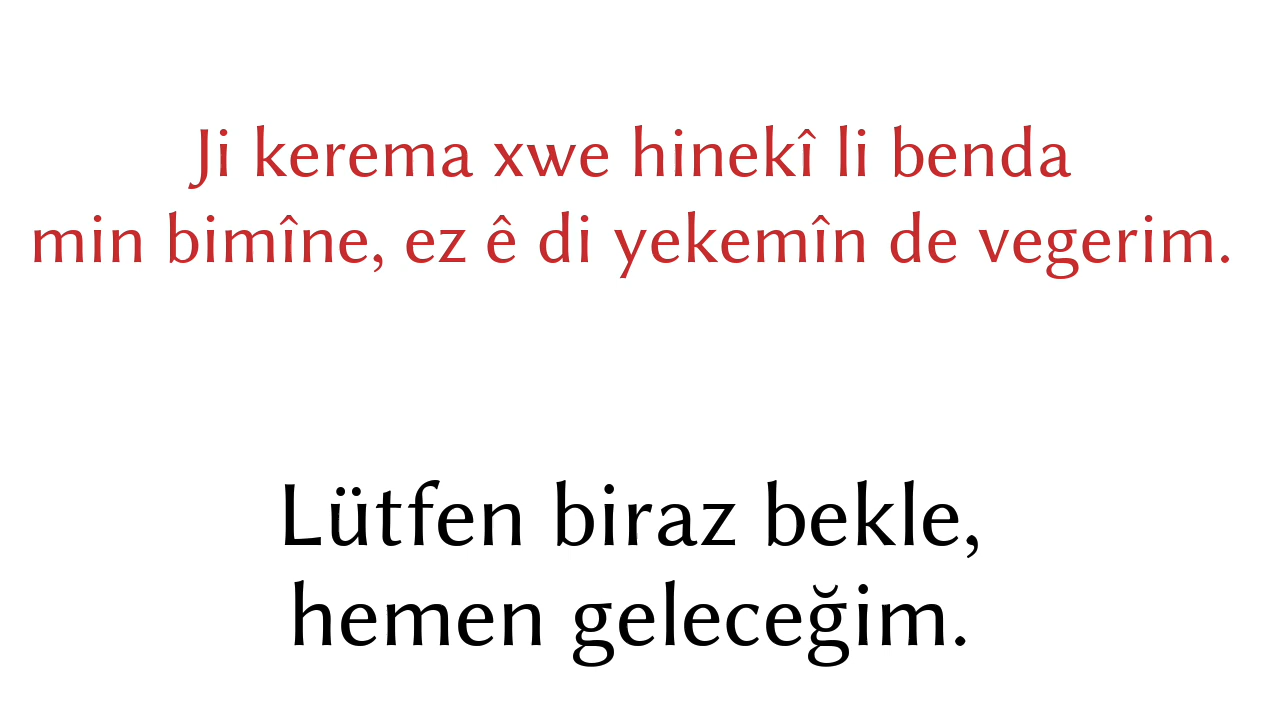 Ji kerema xwe hinekî li benda
min bimîne, ez ê di yekemîn de vegerim.
Lütfen biraz bekle,
hemen geleceğim.